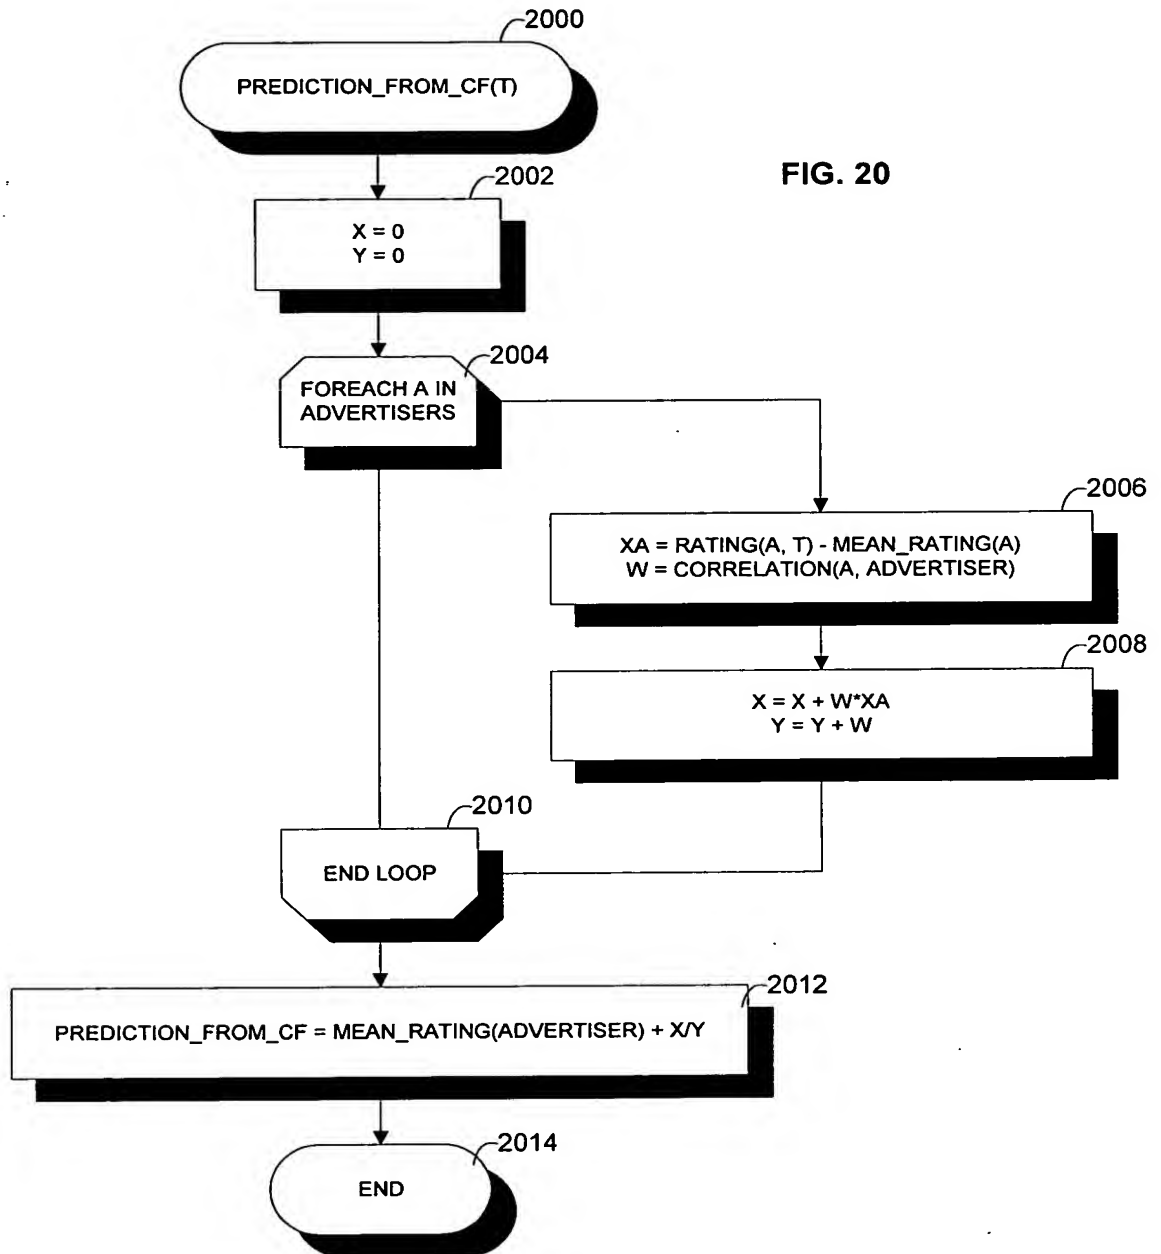 2000
PREDICTION_FROM_CF(T)
FIG. 20
2002
X = 0
Y = 0
2004
FOREACH A IN
ADVERTISERS
2006
XA = RATING(A, T) - MEAN_RATING(A)
W = CORRELATION(A, ADVERTISER)
2008
X = X + W*XA
Y = Y + W
2010
END LOOP
2012
PREDICTION_FROM_CF = MEAN_RATING(ADVERTISER) + X/Y
2014
END